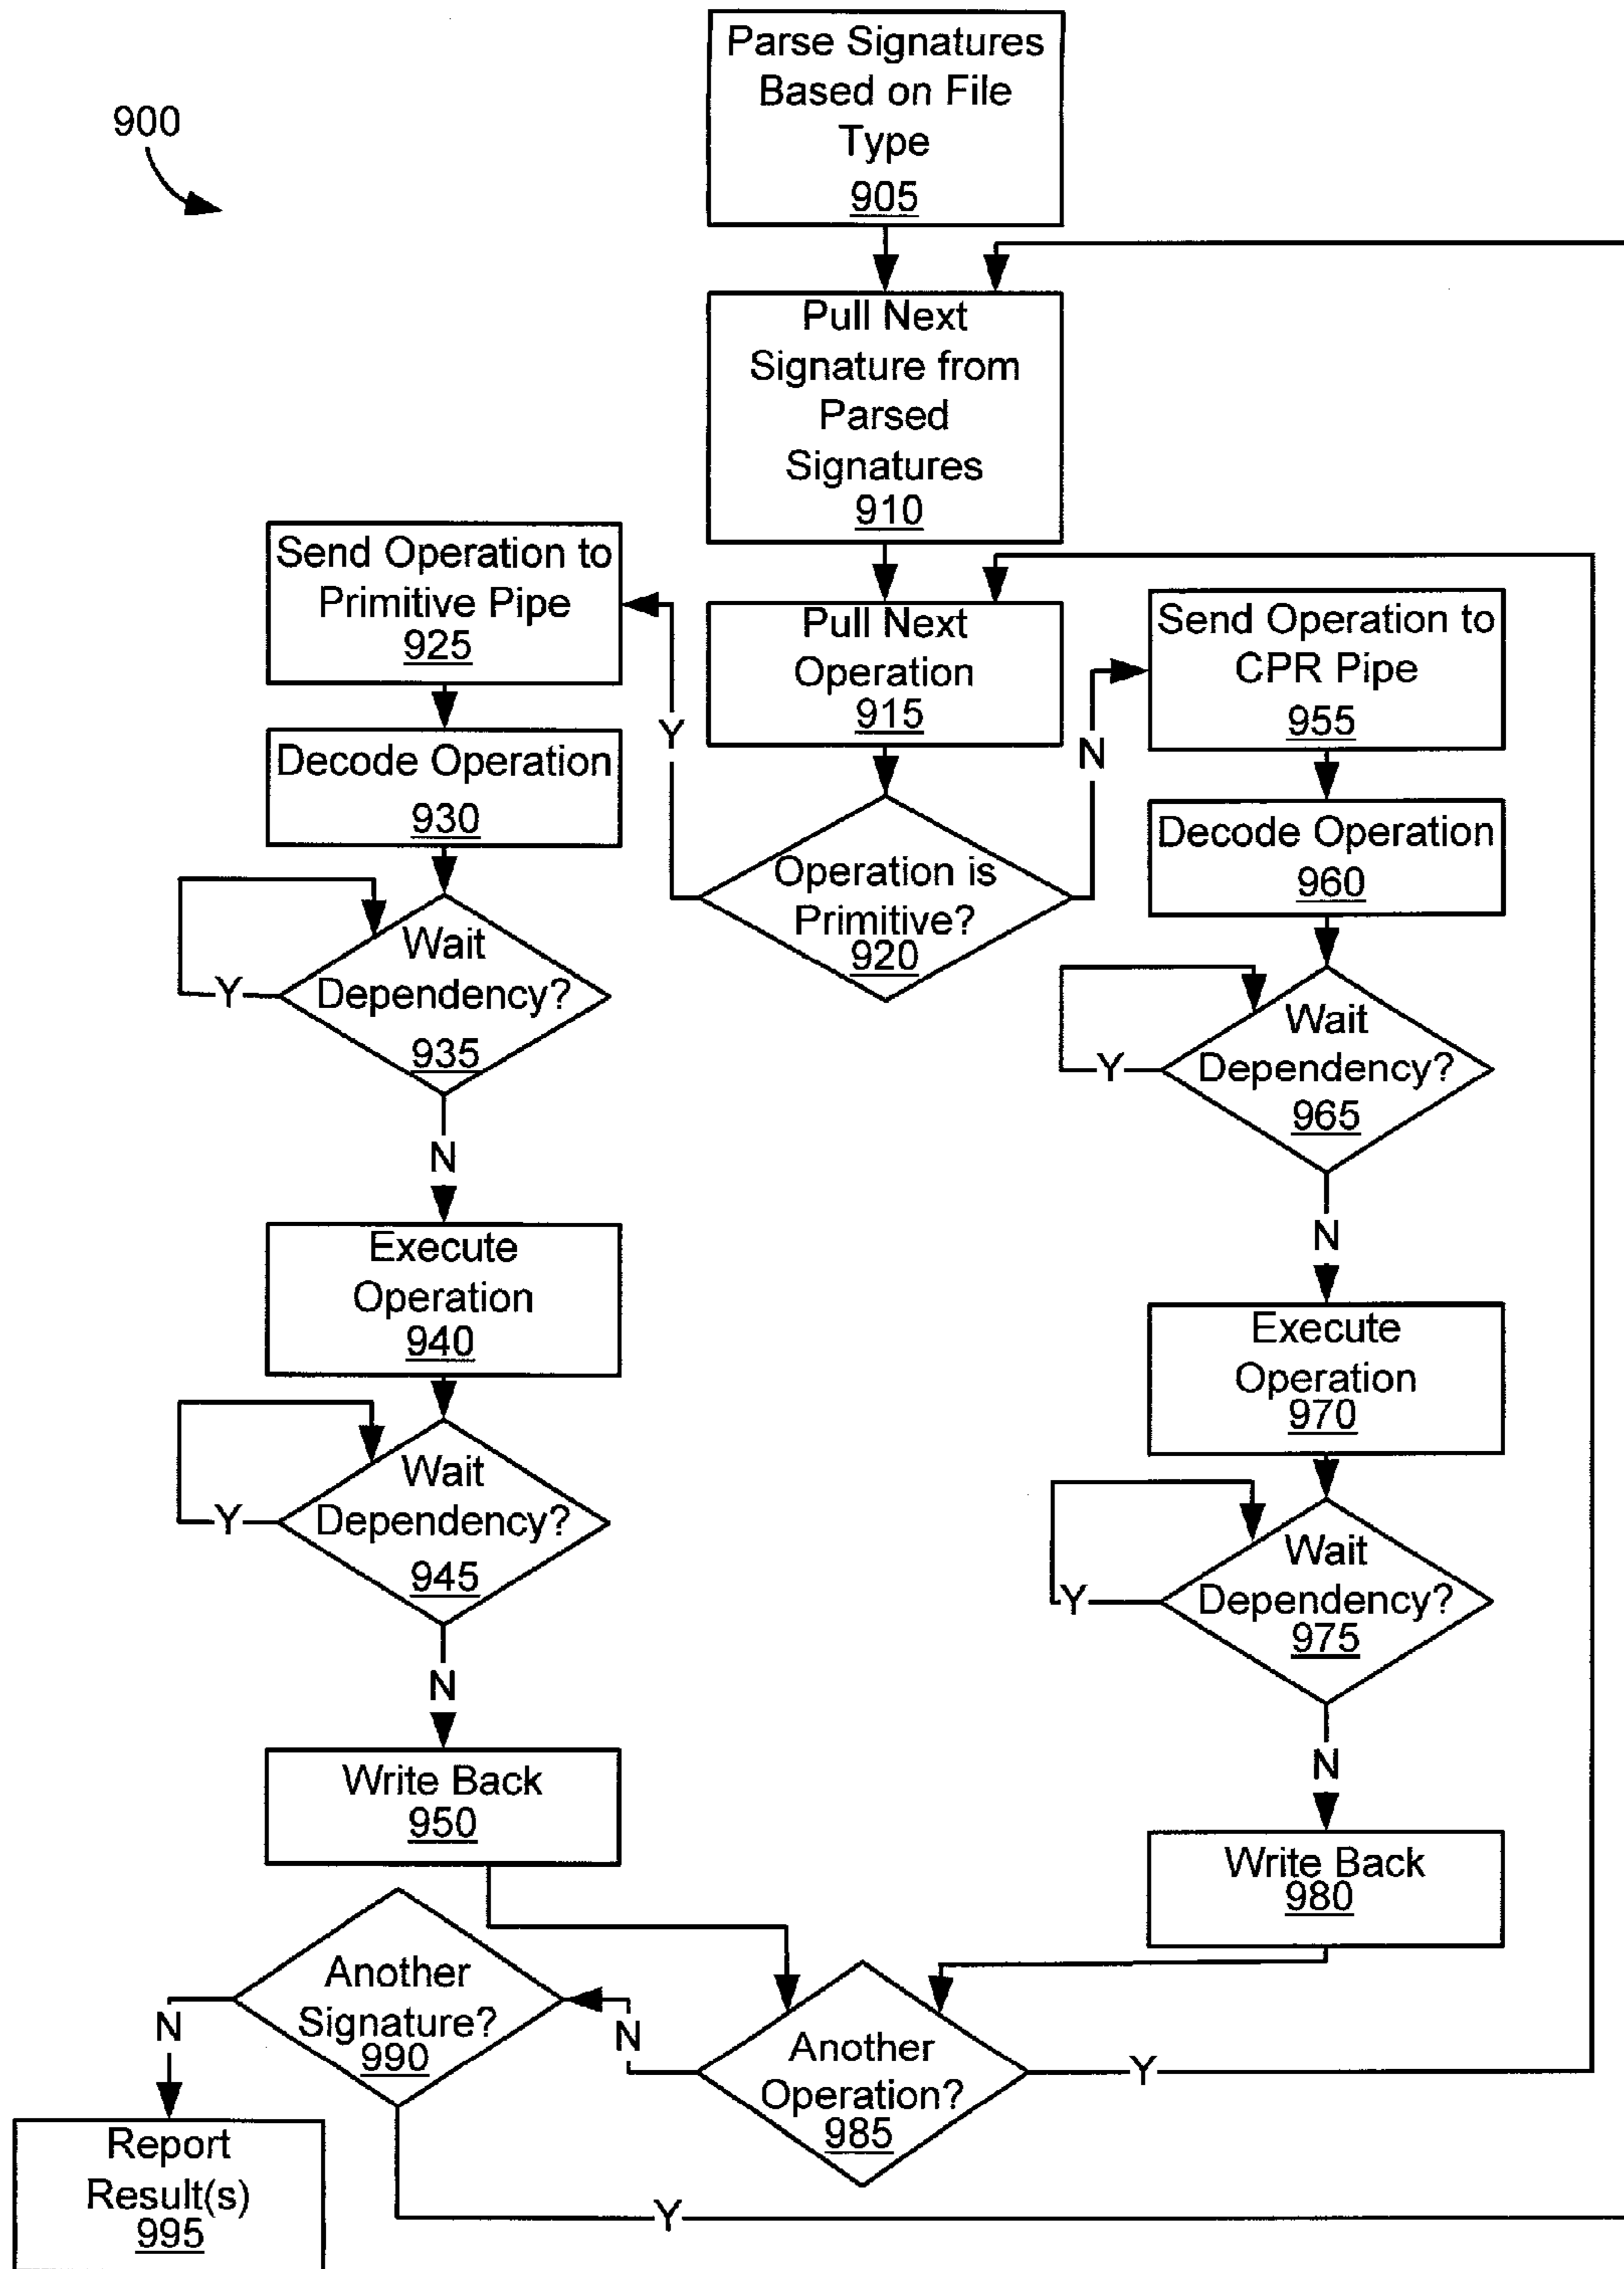 900
Parse Signatures
Based on File
Type
905
Pull Next
Signature from
Parsed
Signatures
910
Send Operation to
Primitive Pipe
925
Pull Next
Operation
915
Send Operation to
CPR Pipe
955
Y
N
Decode Operation
930
Operation is
Primitive?
920
Decode Operation
960
Wait
Dependency?
935
Y
N
Wait
Dependency?
965
Y
N
Execute
Operation
940
Execute
Operation
970
Wait
Dependency?
945
Y
N
Wait
Dependency?
975
Y
N
Write Back
950
Write Back
980
Another
Signature?
990
N
Another
Operation?
985
N
Y
Report
Result(s)
995
Y